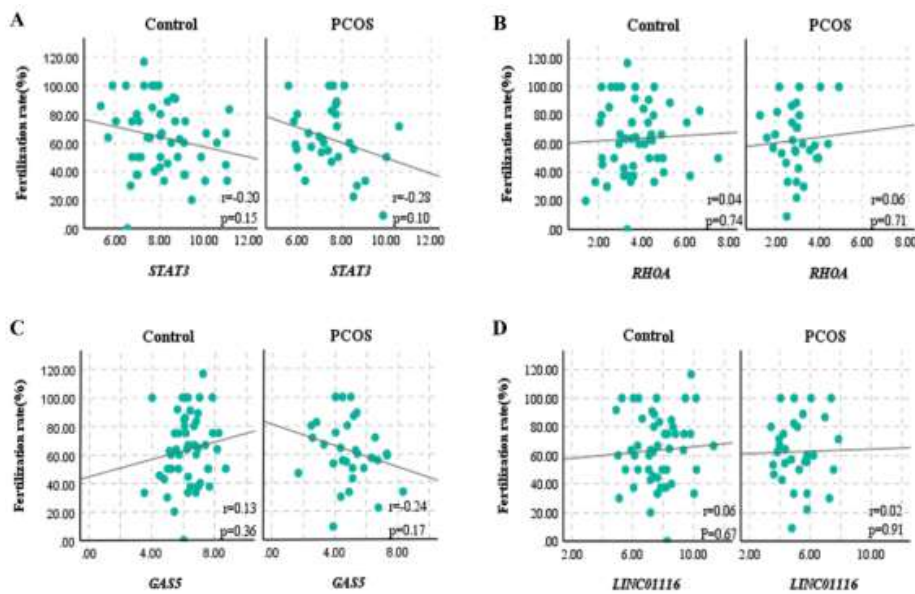 A
Control
PCOS
Fertilization rate(%)
120.00
100.00
80.00
60.00
40.00
20.00
.00
r=-0.20
p=0.15
r=-0.28
p=0.10
6.00 8.00 10.00 12.00
6.00 8.00 10.00 12.00
STAT3
STAT3
B
Control
PCOS
Fertilization rate(%)
120.00
100.00
80.00
60.00
40.00
20.00
.00
r=0.04
p=0.74
r=0.06
p=0.71
2.00 4.00 6.00 8.00
2.00 4.00 6.00 8.00
RHOA
RHOA
C
Control
PCOS
Fertilization rate(%)
120.00
100.00
80.00
60.00
40.00
20.00
.00
r=0.13
p=0.36
r=-0.24
p=0.17
.00 4.00 8.00
.00 4.00 8.00
GAS5
GAS5
D
Control
PCOS
Fertilization rate(%)
120.00
100.00
80.00
60.00
40.00
20.00
.00
r=0.06
p=0.67
r=0.02
p=0.91
2.00 6.00 10.00
2.00 6.00 10.00
LINC01116
LINC01116